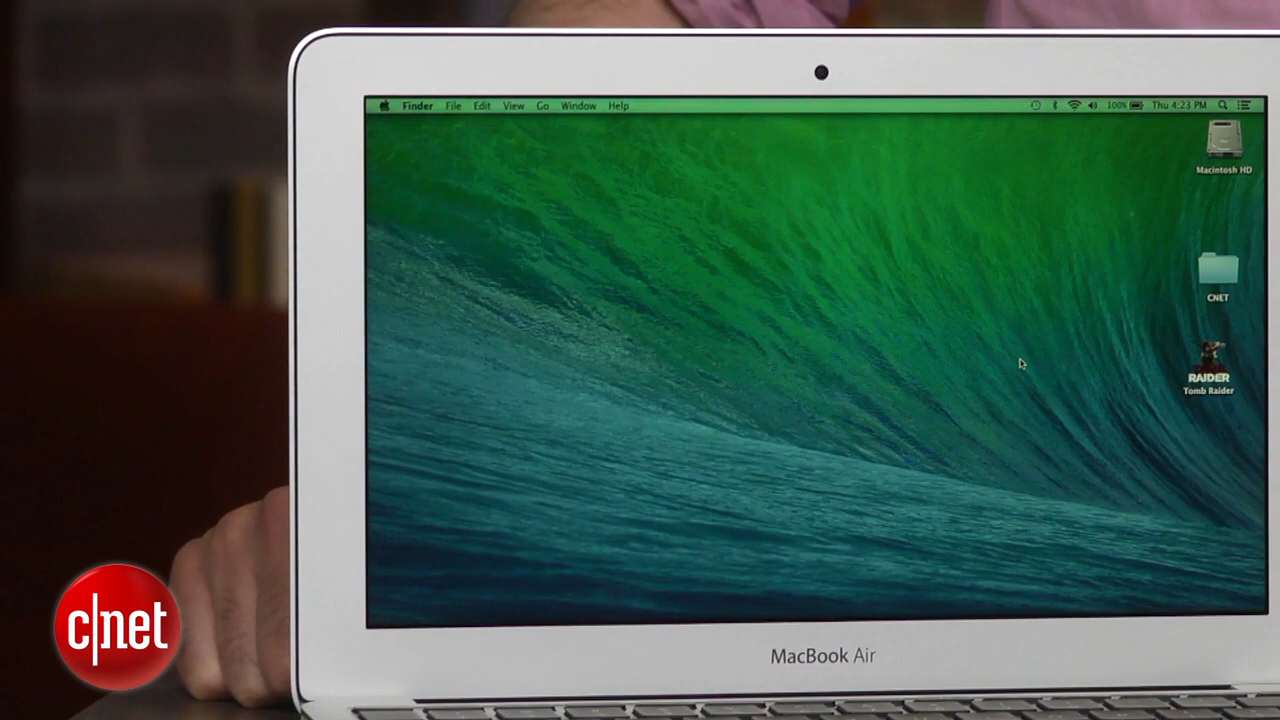 Finder File Edit View Go Window Help
100% Thu 4:23 PM
Macintosh HD
CNET
RAIDER
Tomb Raider
MacBook Air
c|net